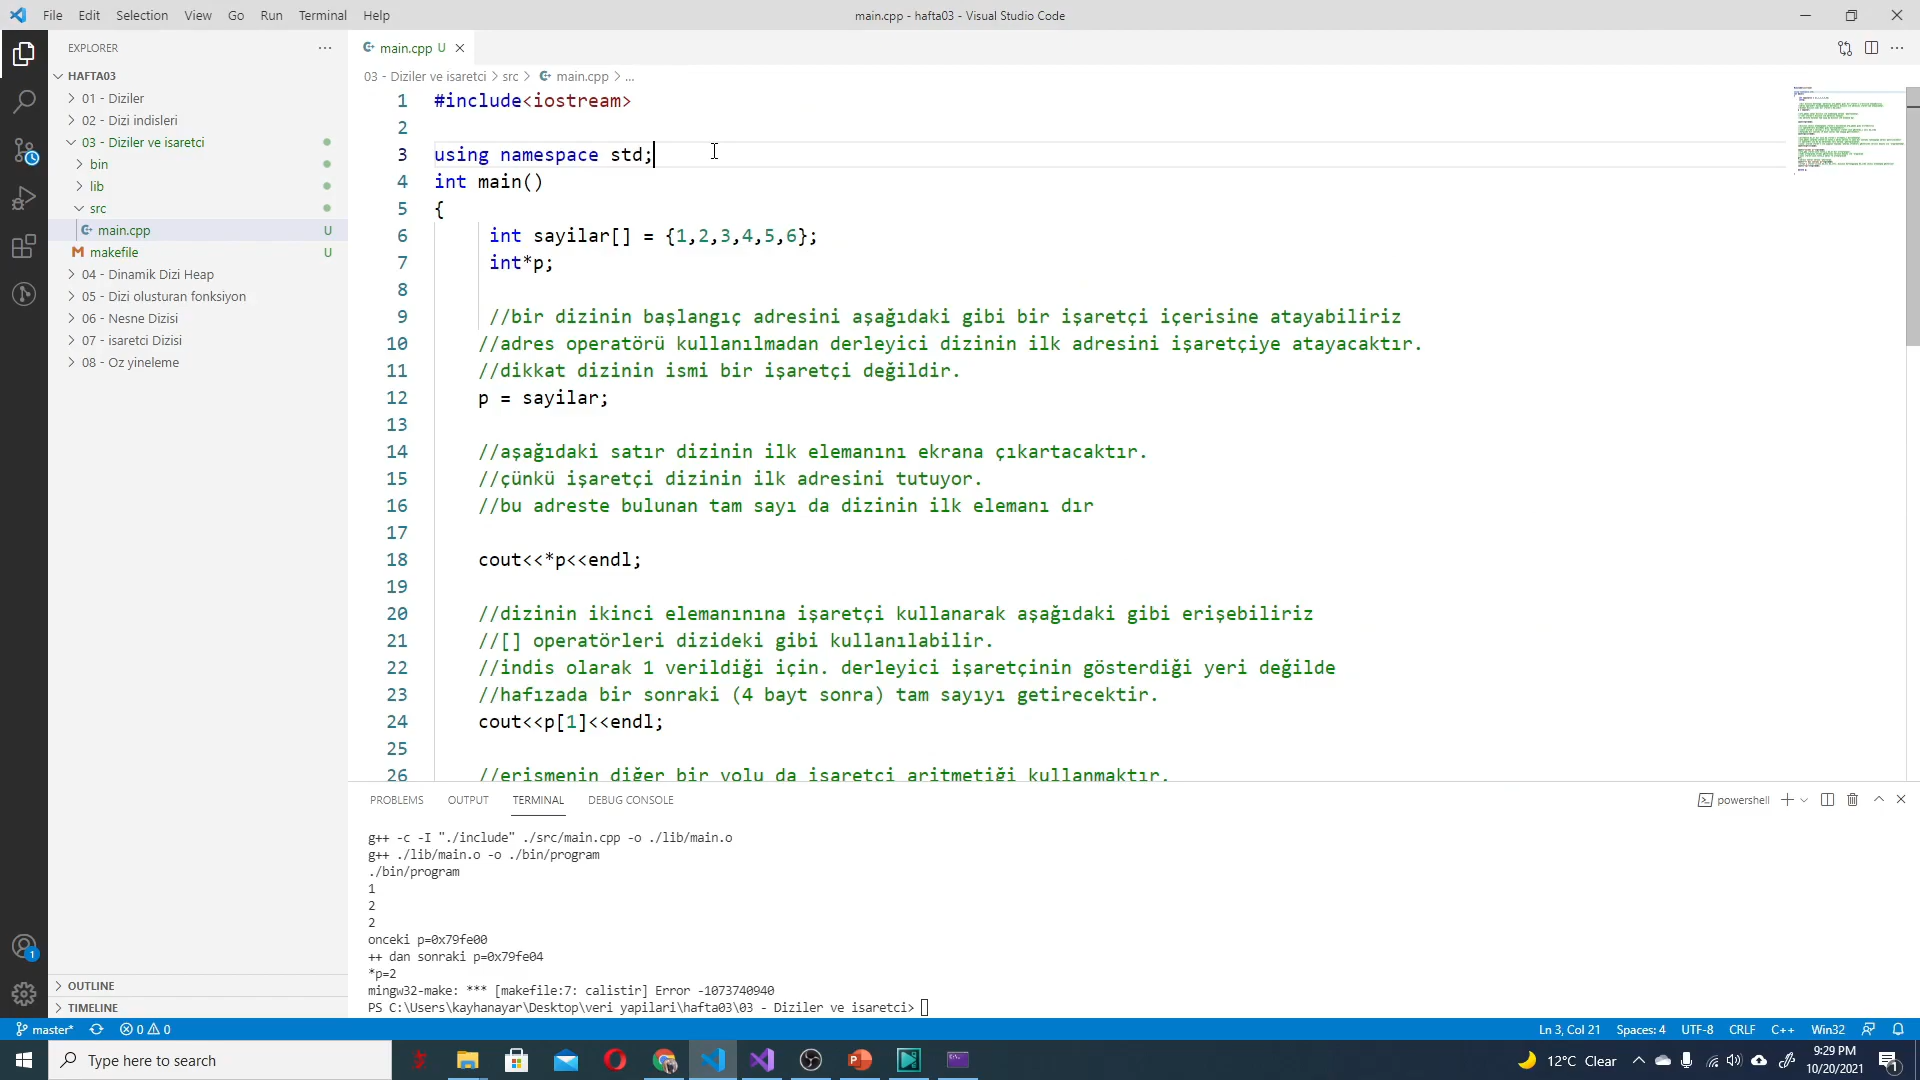 File Edit Selection View Go Run Terminal Help
main.cpp - hafta03 - Visual Studio Code
EXPLORER
HAFTA03
01 - Diziler
02 - Dizi indisleri
03 - Diziler ve isaretci
bin
lib
src
main.cpp U
makefile U
04 - Dinamik Dizi Heap
05 - Dizi olusturan fonksiyon
06 - Nesne Dizisi
07 - isaretci Dizisi
08 - Oz yineleme
OUTLINE
TIMELINE
main.cpp U
03 - Diziler ve isaretci > src > main.cpp > ...
1 #include<iostream>
2
3 using namespace std;
4 int main()
5 {
6 int sayilar[] = {1,2,3,4,5,6};
7 int*p;
8
9 //bir dizinin başlangıç adresini aşağıdaki gibi bir işaretçi içerisine atayabiliriz
10 //adres operatörü kullanılmadan derleyici dizinin ilk adresini işaretçiye atayacaktır.
11 //dikkat dizinin ismi bir işaretçi değildir.
12 p = sayilar;
13
14 //aşağıdaki satır dizinin ilk elemanını ekrana çıkartacaktır.
15 //çünkü işaretçi dizinin ilk adresini tutuyor.
16 //bu adreste bulunan tam sayı da dizinin ilk elemanı dır
17
18 cout<<*p<<endl;
19
20 //dizinin ikinci elemanınına işaretçi kullanarak aşağıdaki gibi erişebiliriz
21 //[] operatörleri dizideki gibi kullanılabilir.
22 //indis olarak 1 verildiği için. derleyici işaretçinin gösterdiği yeri değilde
23 //hafızada bir sonraki (4 bayt sonra) tam sayıyı getirecektir.
24 cout<<p[1]<<endl;
25
26 //erişmenin diğer bir yolu da işaretçi aritmetiği kullanmaktır.
PROBLEMS OUTPUT TERMINAL DEBUG CONSOLE
powershell
g++ -c -I "./include" ./src/main.cpp -o ./lib/main.o
g++ ./lib/main.o -o ./bin/program
./bin/program
1
2
2
onceki p=0x79fe00
++ dan sonraki p=0x79fe04
*p=2
mingw32-make: *** [makefile:7: calistir] Error -1073740940
PS C:\Users\kayhanayar\Desktop\veri yapilari\hafta03\03 - Diziler ve isaretci>
master* 0 0
Ln 3, Col 21 Spaces: 4 UTF-8 CRLF C++ Win32
Type here to search
12°C Clear
9:29 PM
10/20/2021